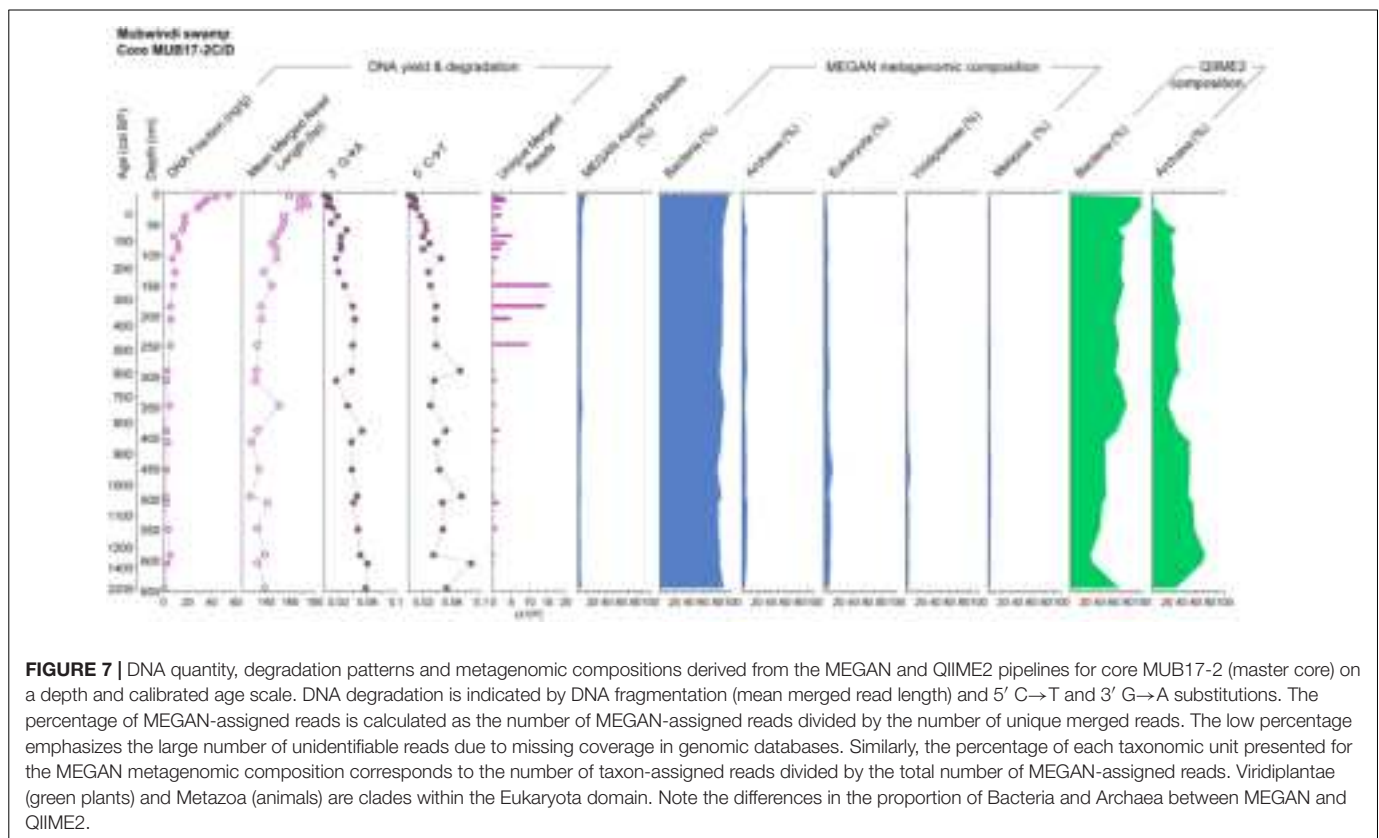 Mubwindi swamp
Core MUB17-2C/D
DNA yield & degradation
MEGAN metagenomic composition
QIIME2
composition
Age (cal BP)
Depth (cm)
DNA Fraction (ng/g)
Mean Merged Read
Length (bp)
3' G→A
5' C→T
Unique Merged
Reads
MEGAN Assigned Reads
(%)
Bacteria (%)
Archaea (%)
Eukaryota (%)
Viridiplantae (%)
Metazoa (%)
Bacteria (%)
Archaea (%)
FIGURE 7 | DNA quantity, degradation patterns and metagenomic compositions derived from the MEGAN and QIIME2 pipelines for core MUB17-2 (master core) on
a depth and calibrated age scale. DNA degradation is indicated by DNA fragmentation (mean merged read length) and 5′ C→T and 3′ G→A substitutions. The
percentage of MEGAN-assigned reads is calculated as the number of MEGAN-assigned reads divided by the number of unique merged reads. The low percentage
emphasizes the large number of unidentifiable reads due to missing coverage in genomic databases. Similarly, the percentage of each taxonomic unit presented for
the MEGAN metagenomic composition corresponds to the number of taxon-assigned reads divided by the total number of MEGAN-assigned reads. Viridiplantae
(green plants) and Metazoa (animals) are clades within the Eukaryota domain. Note the differences in the proportion of Bacteria and Archaea between MEGAN and
QIIME2.